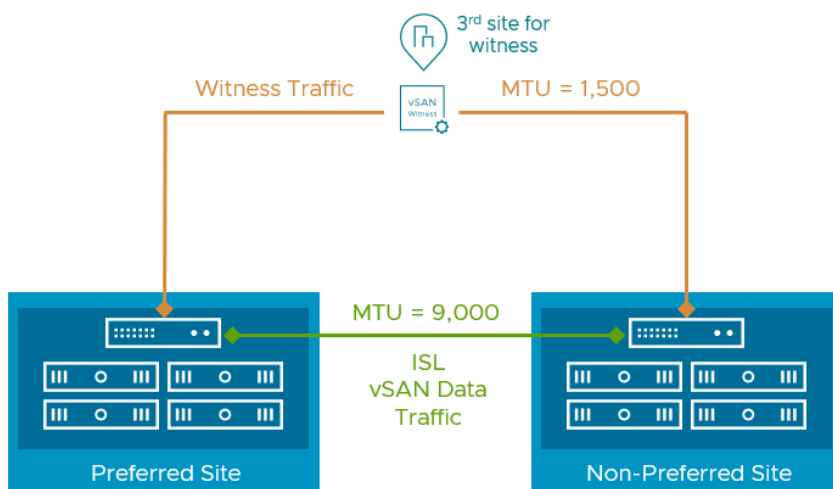 3rd site for
witness
Witness Traffic
vSAN
Witness
MTU = 1,500
MTU = 9,000
ISL
vSAN Data
Traffic
Preferred Site
Non-Preferred Site